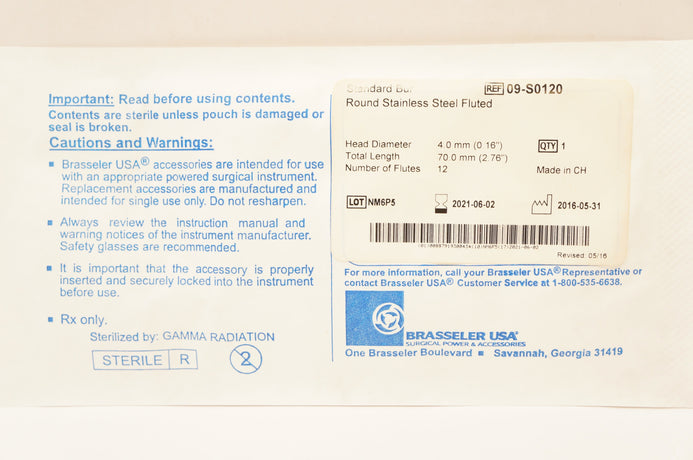 Important: Read before using contents.
Contents are sterile unless pouch is damaged or
seal is broken.
Cautions and Warnings:
▪ Brasseler USA® accessories are intended for use
with an appropriate powered surgical instrument.
Replacement accessories are manufactured and
intended for single use only. Do not resharpen.
▪ Always review the instruction manual and
warning notices of the instrument manufacturer.
Safety glasses are recommended.
▪ It is important that the accessory is properly
inserted and securely locked into the instrument
before use.
▪ Rx only.
Sterilized by: GAMMA RADIATION
STERILE R
2
Standard Bur
REF 09-S0120
Round Stainless Steel Fluted
Head Diameter 4.0 mm (0.16") QTY 1
Total Length 70.0 mm (2.76")
Number of Flutes 12 Made in CH
LOT NM6P5 2021-06-02 2016-05-31
Revised: 05/16
For more information, call your Brasseler USA® Representative or
contact Brasseler USA® Customer Service at 1-800-535-6638.
BRASSELER USA®
SURGICAL POWER & ACCESSORIES
One Brasseler Boulevard ▪ Savannah, Georgia 31419